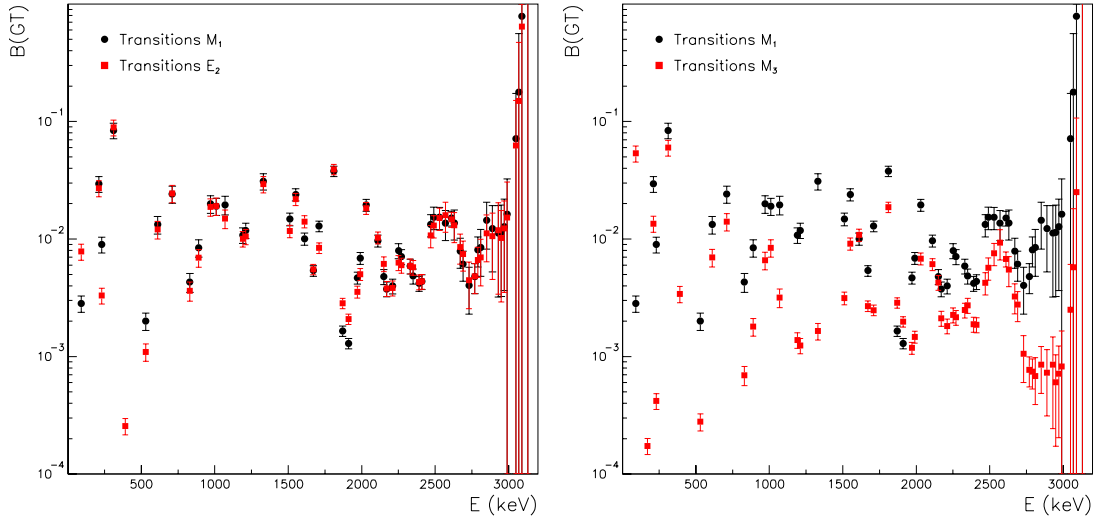 B(GT)
Transitions M₁
Transitions E₂
10⁻¹
10⁻²
10⁻³
10⁻⁴
500 1000 1500 2000 2500 3000
E (keV)
B(GT)
Transitions M₁
Transitions M₃
10⁻¹
10⁻²
10⁻³
10⁻⁴
500 1000 1500 2000 2500 3000
E (keV)